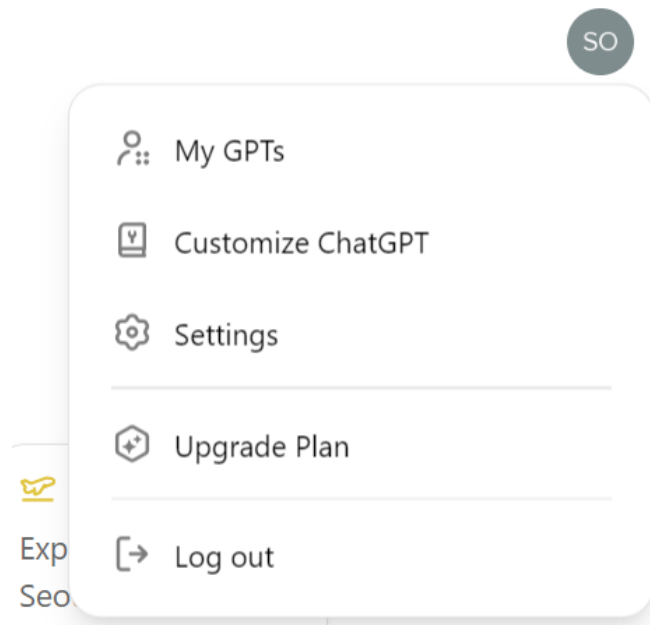 SO
My GPTs
Customize ChatGPT
Settings
Upgrade Plan
Log out
Exp
Seo